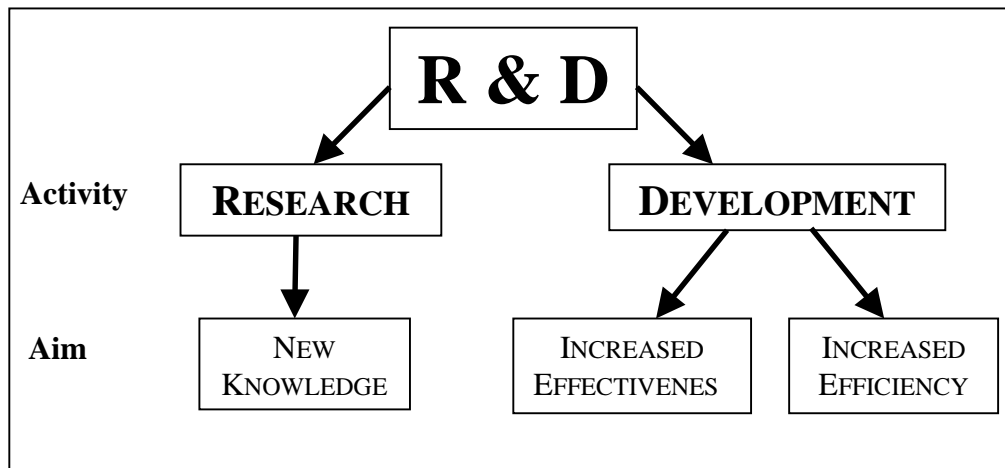 R & D
Activity
RESEARCH
DEVELOPMENT
Aim
NEW
KNOWLEDGE
INCREASED
EFFECTIVENES
INCREASED
EFFICIENCY